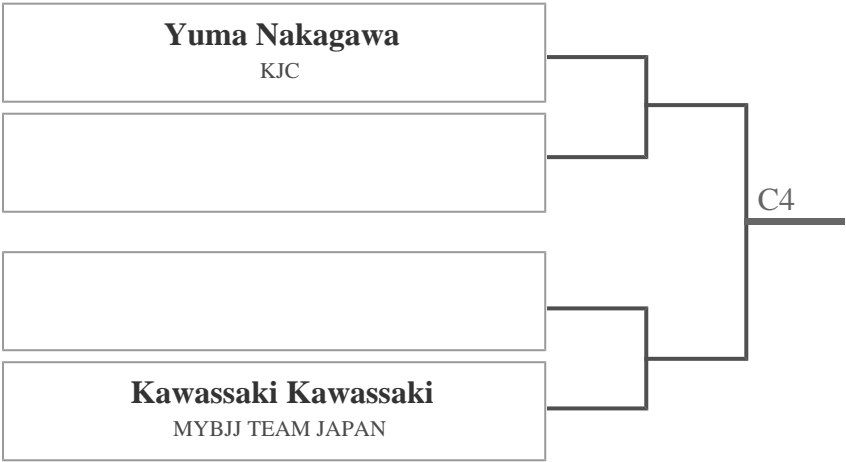 Yuma Nakagawa
KJC
C4
Kawassaki Kawassaki
MYBJJ TEAM JAPAN